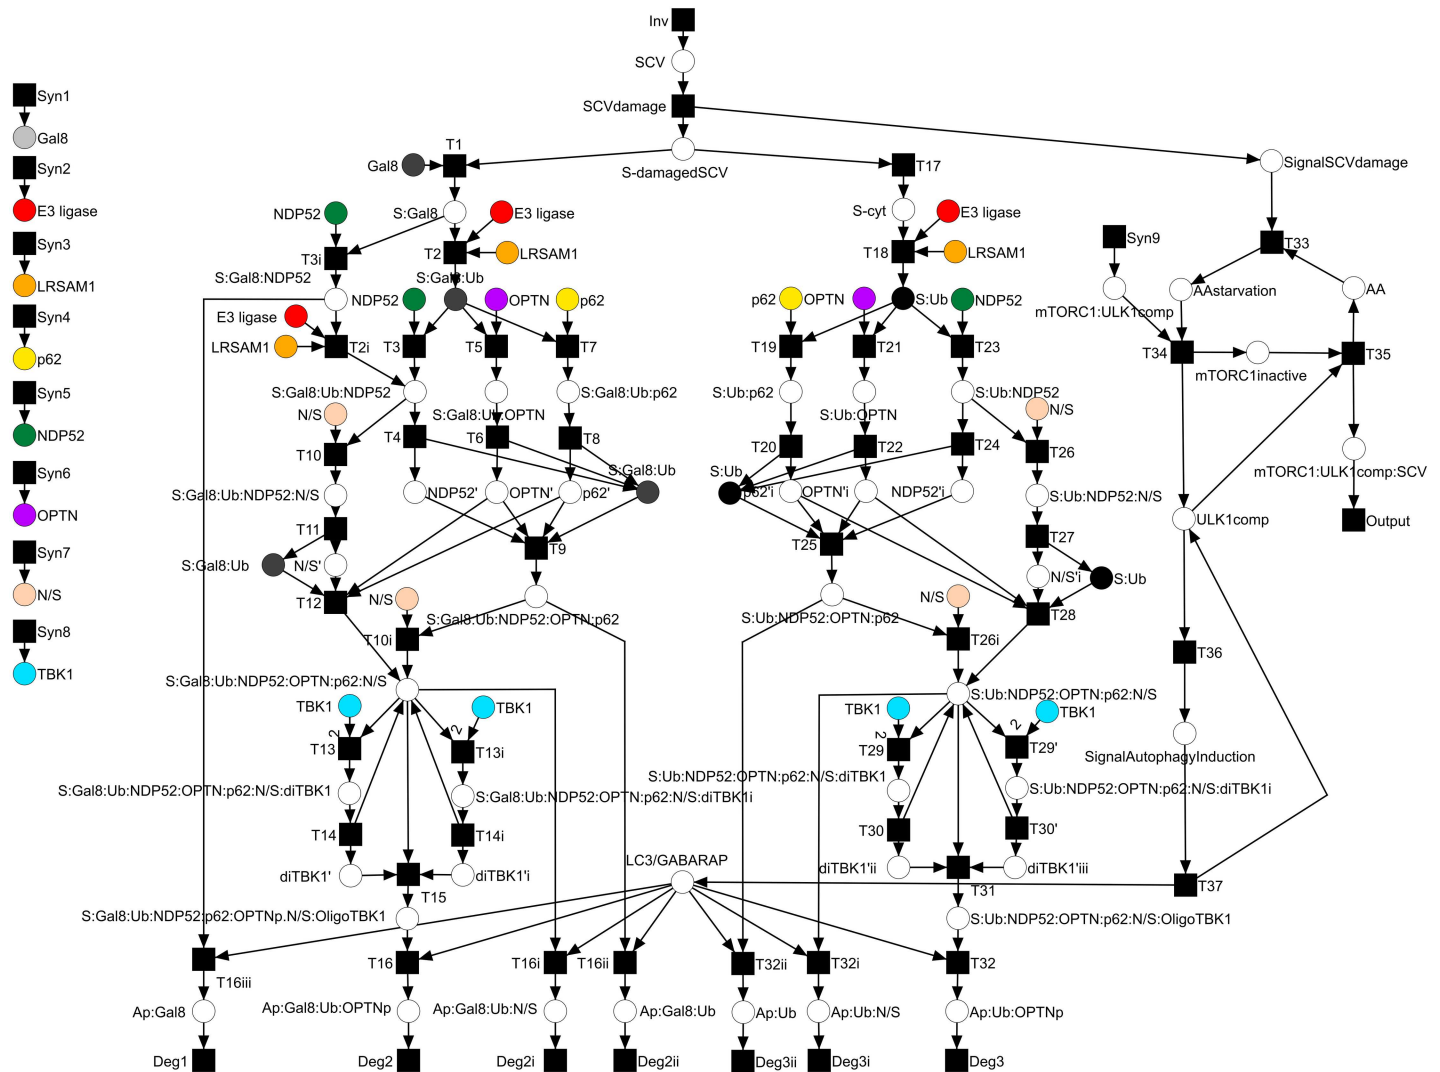 Inv
SCV
SCVdamage
S-damagedSCV
SignalSCVdamage
Syn1
Gal8
Syn2
E3 ligase
Syn3
LRSAM1
Syn4
p62
Syn5
NDP52
Syn6
OPTN
Syn7
N/S
Syn8
TBK1
T1
Gal8
NDP52
S:Gal8
E3 ligase
T2
LRSAM1
T3i
S:Gal8:NDP52
S:Gal8:Ub
NDP52
OPTN
p62
E3 ligase
LRSAM1
T2i
T3
T5
T7
S:Gal8:Ub:NDP52
S:Gal8:Ub:OPTN
S:Gal8:Ub:p62
N/S
T10
T4
T6
T8
S:Gal8:Ub
S:Gal8:Ub:NDP52:N/S
NDP52'
OPTN'
p62'
T11
T9
S:Gal8:Ub
N/S'
T12
N/S
S:Gal8:Ub:NDP52:OPTN:p62
T10i
S:Gal8:Ub:NDP52:OPTN:p62:N/S
TBK1
TBK1
2
2
T13
T13i
S:Gal8:Ub:NDP52:OPTN:p62:N/S:diTBK1
S:Gal8:Ub:NDP52:OPTN:p62:N/S:diTBK1i
T14
T14i
diTBK1'
diTBK1'i
T15
S:Gal8:Ub:NDP52:p62:OPTNp.N/S:OligoTBK1
T16iii
T16
T16i
T16ii
Ap:Gal8
Ap:Gal8:Ub:OPTNp
Ap:Gal8:Ub:N/S
Ap:Gal8:Ub
Deg1
Deg2
Deg2i
Deg2ii
T17
S-cyt
E3 ligase
T18
LRSAM1
p62
OPTN
S:Ub
NDP52
T19
T21
T23
S:Ub:p62
S:Ub:OPTN
S:Ub:NDP52
N/S
T20
T22
T24
T26
S:Ub
p62'i
OPTN'i
NDP52'i
S:Ub:NDP52:N/S
T25
T27
N/S'i
S:Ub
T28
N/S
S:Ub:NDP52:OPTN:p62
T26i
S:Ub:NDP52:OPTN:p62:N/S
TBK1
TBK1
2
2
T29
T29'
S:Ub:NDP52:OPTN:p62:N/S:diTBK1
S:Ub:NDP52:OPTN:p62:N/S:diTBK1i
T30
T30'
LC3/GABARAP
diTBK1'ii
diTBK1'iii
T31
S:Ub:NDP52:OPTN:p62:N/S:OligoTBK1
T32ii
T32i
T32
Ap:Ub
Ap:Ub:N/S
Ap:Ub:OPTNp
Deg3ii
Deg3i
Deg3
Syn9
T33
AAstarvation
AA
mTORC1:ULK1comp
T34
T35
mTORC1inactive
mTORC1:ULK1comp:SCV
ULK1comp
Output
T36
SignalAutophagyInduction
T37